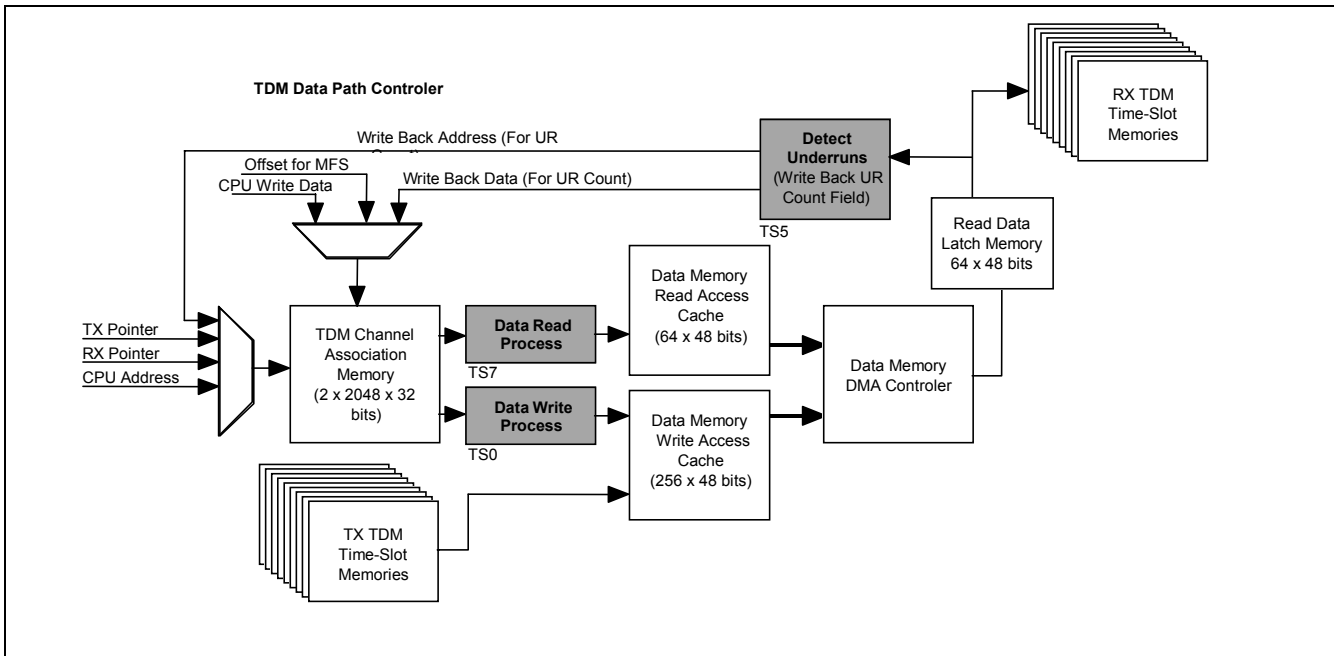 TDM Data Path Controler
RX TDM
Time-Slot
Memories
Write Back Address (For UR
Detect
Underruns
(Write Back UR
Count Field)
Offset for MFS
CPU Write Data
Write Back Data (For UR Count)
TS5
Read Data
Latch Memory
64 x 48 bits
Data Memory
Read Access
Cache
(64 x 48 bits)
TX Pointer
RX Pointer
CPU Address
TDM Channel
Association
Memory
(2 x 2048 x 32
bits)
Data Read
Process
TS7
Data Memory
DMA Controler
Data Write
Process
TS0
Data Memory
Write Access
Cache
(256 x 48 bits)
TX TDM
Time-Slot
Memories